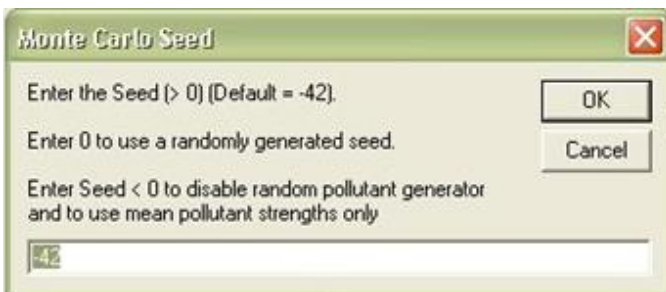 Monte Carlo Seed
Enter the Seed (> 0) (Default = -42).
OK
Enter 0 to use a randomly generated seed.
Cancel
Enter Seed < 0 to disable random pollutant generator
and to use mean pollutant strengths only
-42